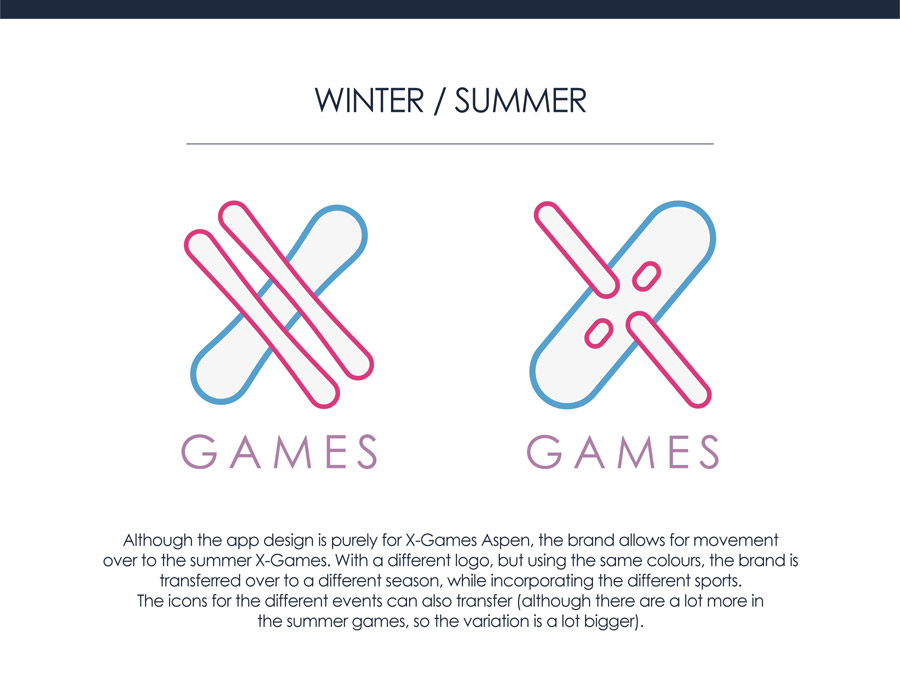 WINTER / SUMMER
GAMES
GAMES
Although the app design is purely for X-Games Aspen, the brand allows for movement
over to the summer X-Games. With a different logo, but using the same colours, the brand is
transferred over to a different season, while incorporating the different sports.
The icons for the different events can also transfer (although there are a lot more in
the summer games, so the variation is a lot bigger).